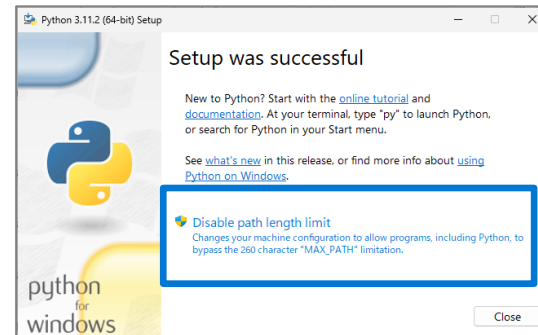 Python 3.11.2 (64-bit) Setup
Setup was successful
New to Python? Start with the online tutorial and
documentation. At your terminal, type "py" to launch Python,
or search for Python in your Start menu.
See what's new in this release, or find more info about using
Python on Windows.
Disable path length limit
Changes your machine configuration to allow programs, including Python, to
bypass the 260 character "MAX_PATH" limitation.
python
for
windows
Close